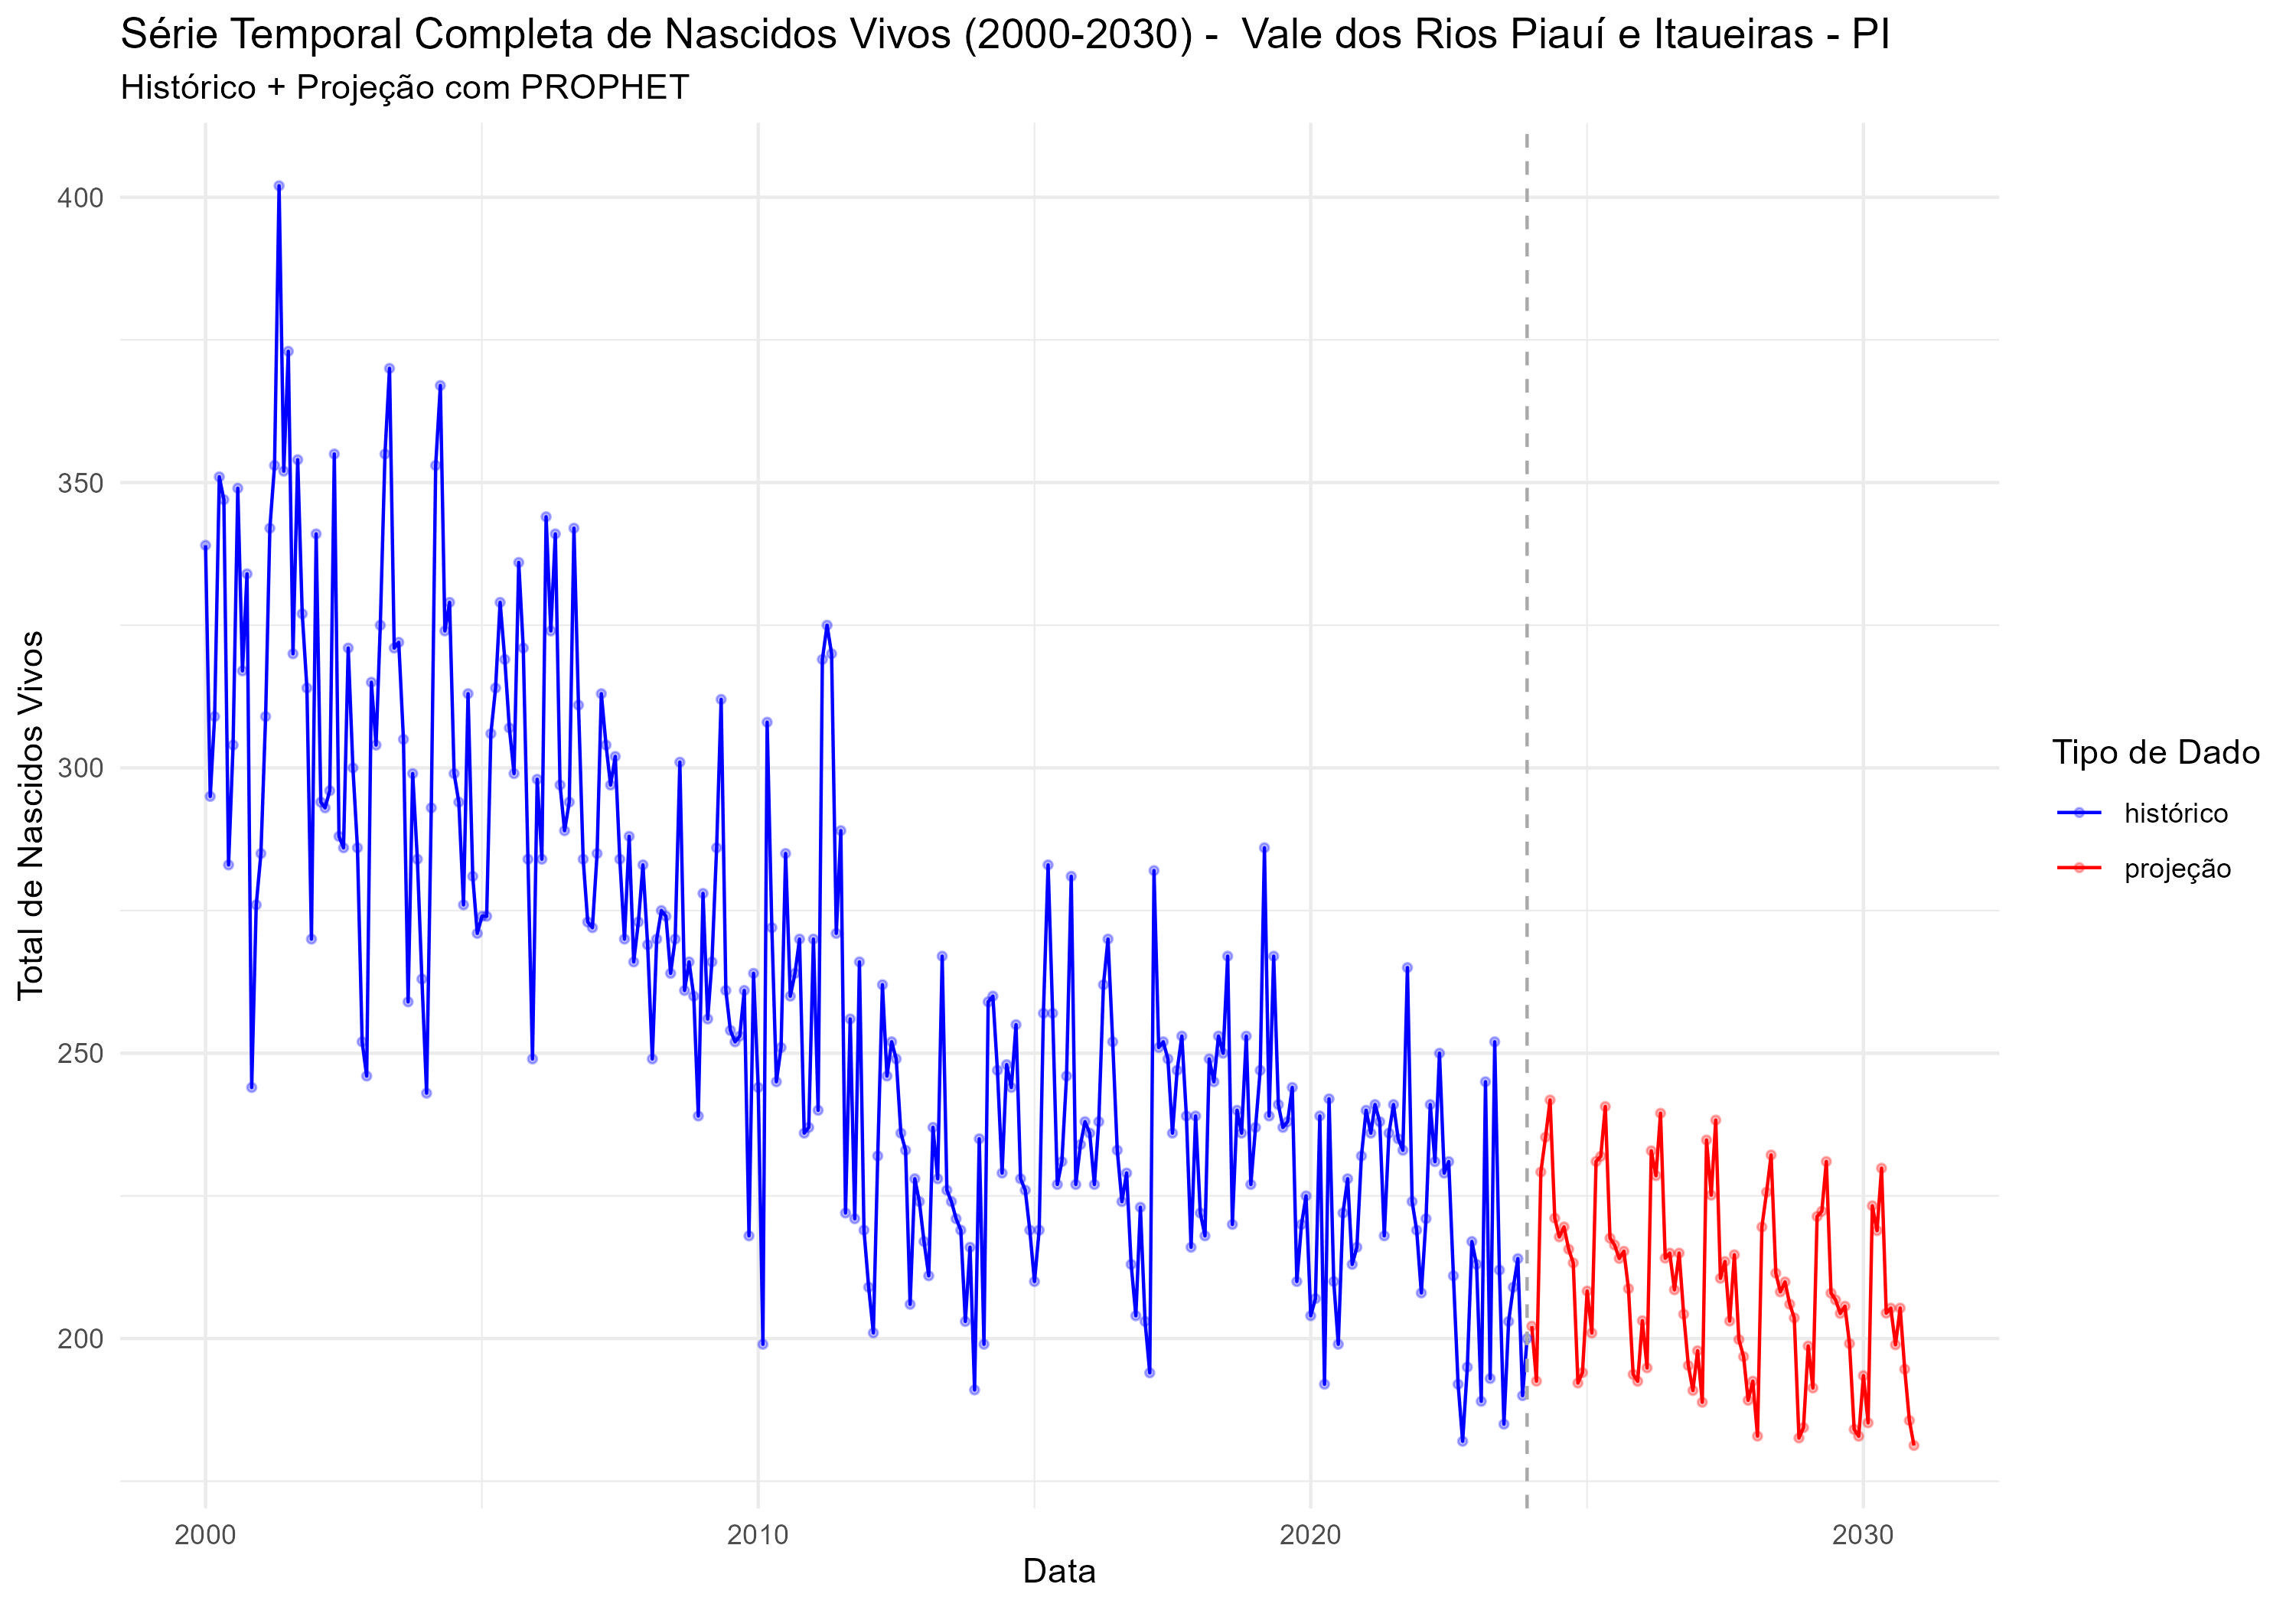 Série Temporal Completa de Nascidos Vivos (2000-2030) -  Vale dos Rios Piauí e Itaueiras - PI
Histórico + Projeção com PROPHET
Total de Nascidos Vivos
400
350
300
250
200
2000
2010
2020
2030
Data
Tipo de Dado
histórico
projeção